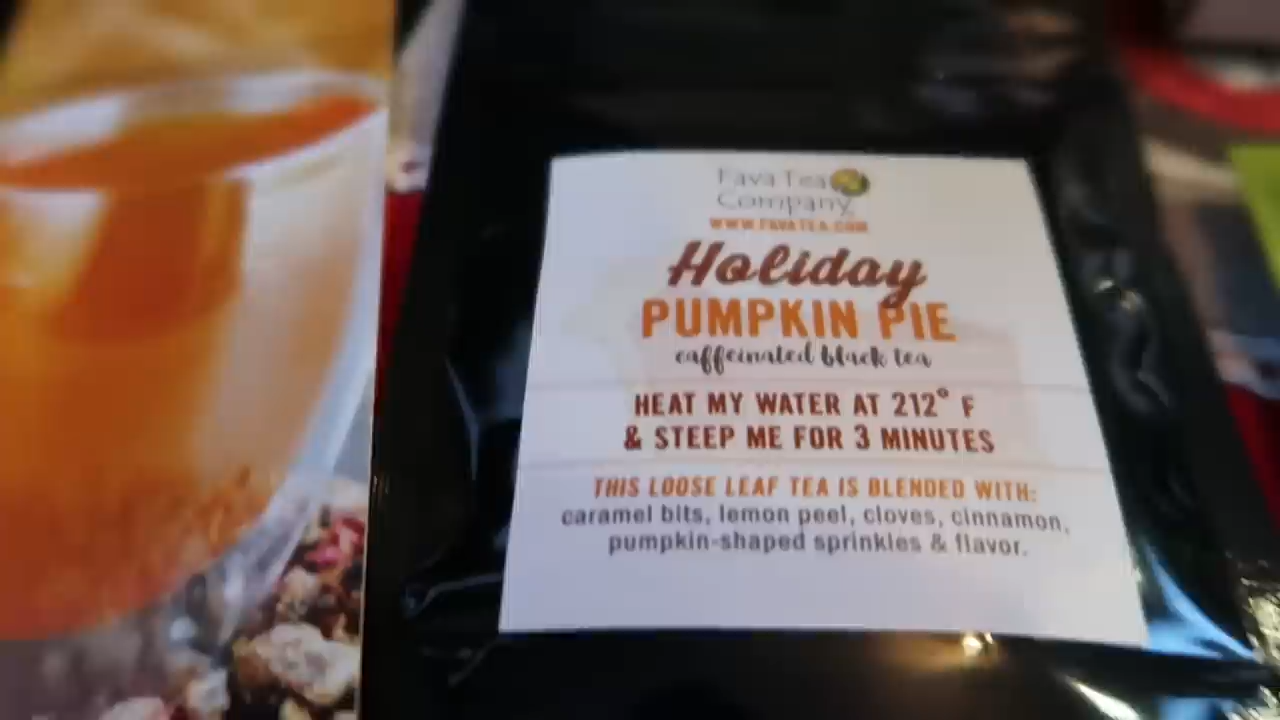 Fava Tea
Company
WWW.FAVATEA.COM
Holiday
PUMPKIN PIE
caffeinated black tea
HEAT MY WATER AT 212° F
& STEEP ME FOR 3 MINUTES
THIS LOOSE LEAF TEA IS BLENDED WITH:
caramel bits, lemon peel, cloves, cinnamon,
pumpkin-shaped sprinkles & flavor.